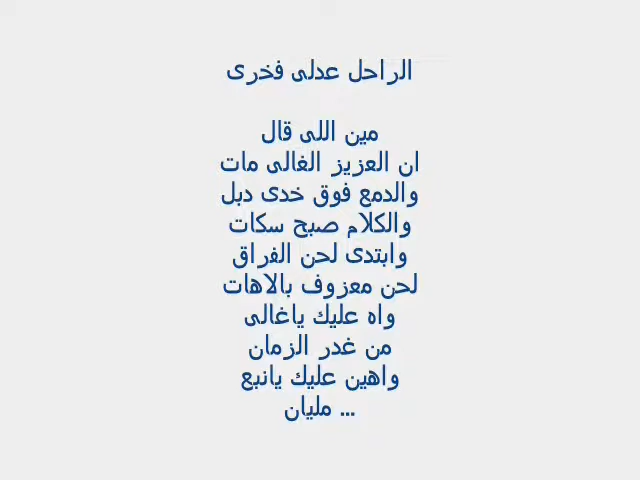 الراحل عدلى فخرى
مين اللى قال
ان العزيز الغالى مات
والدمع فوق خدى دبل
والكلام صبح سكات
وابتدى لحن الفراق
لحن معزوف بالاهات
واه عليك ياغالى
من غدر الزمان
واهين عليك يانبع
مليان ...